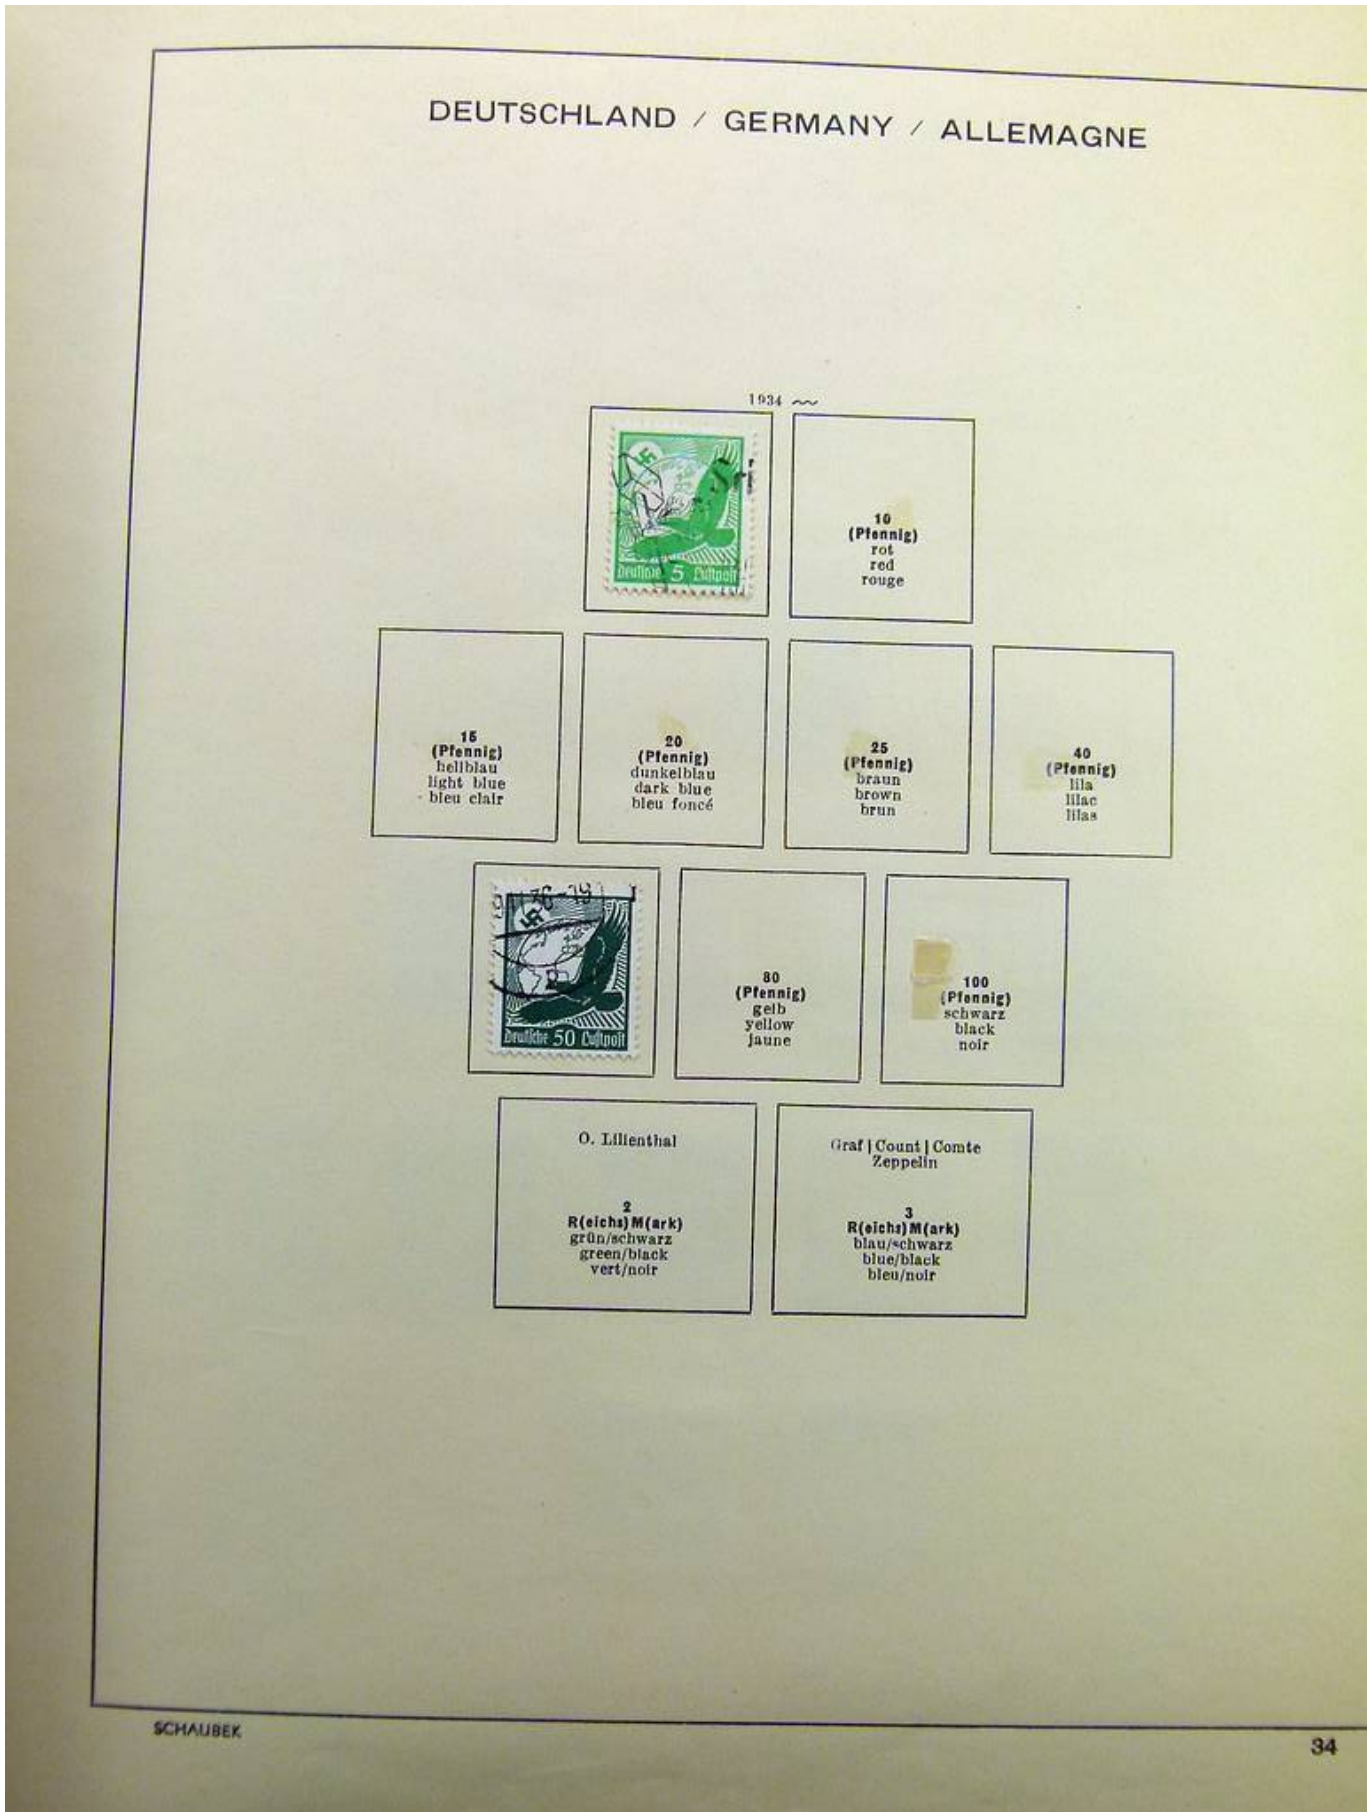 DEUTSCHLAND / GERMANY / ALLEMAGNE
1934
Deutsche 5 Luftpost
10
(Pfennig)
rot
red
rouge
15
(Pfennig)
hellblau
light blue
bleu clair
20
(Pfennig)
dunkelblau
dark blue
bleu foncé
25
(Pfennig)
braun
brown
brun
40
(Pfennig)
lila
lilac
lilas
Deutsche 50 Luftpost
80
(Pfennig)
gelb
yellow
jaune
100
(Pfennig)
schwarz
black
noir
O. Lilienthal
2
R(eichs)M(ark)
grün/schwarz
green/black
vert/noir
Graf | Count | Comte
Zeppelin
3
R(eichs)M(ark)
blau/schwarz
blue/black
bleu/noir
SCHAUBEK
34